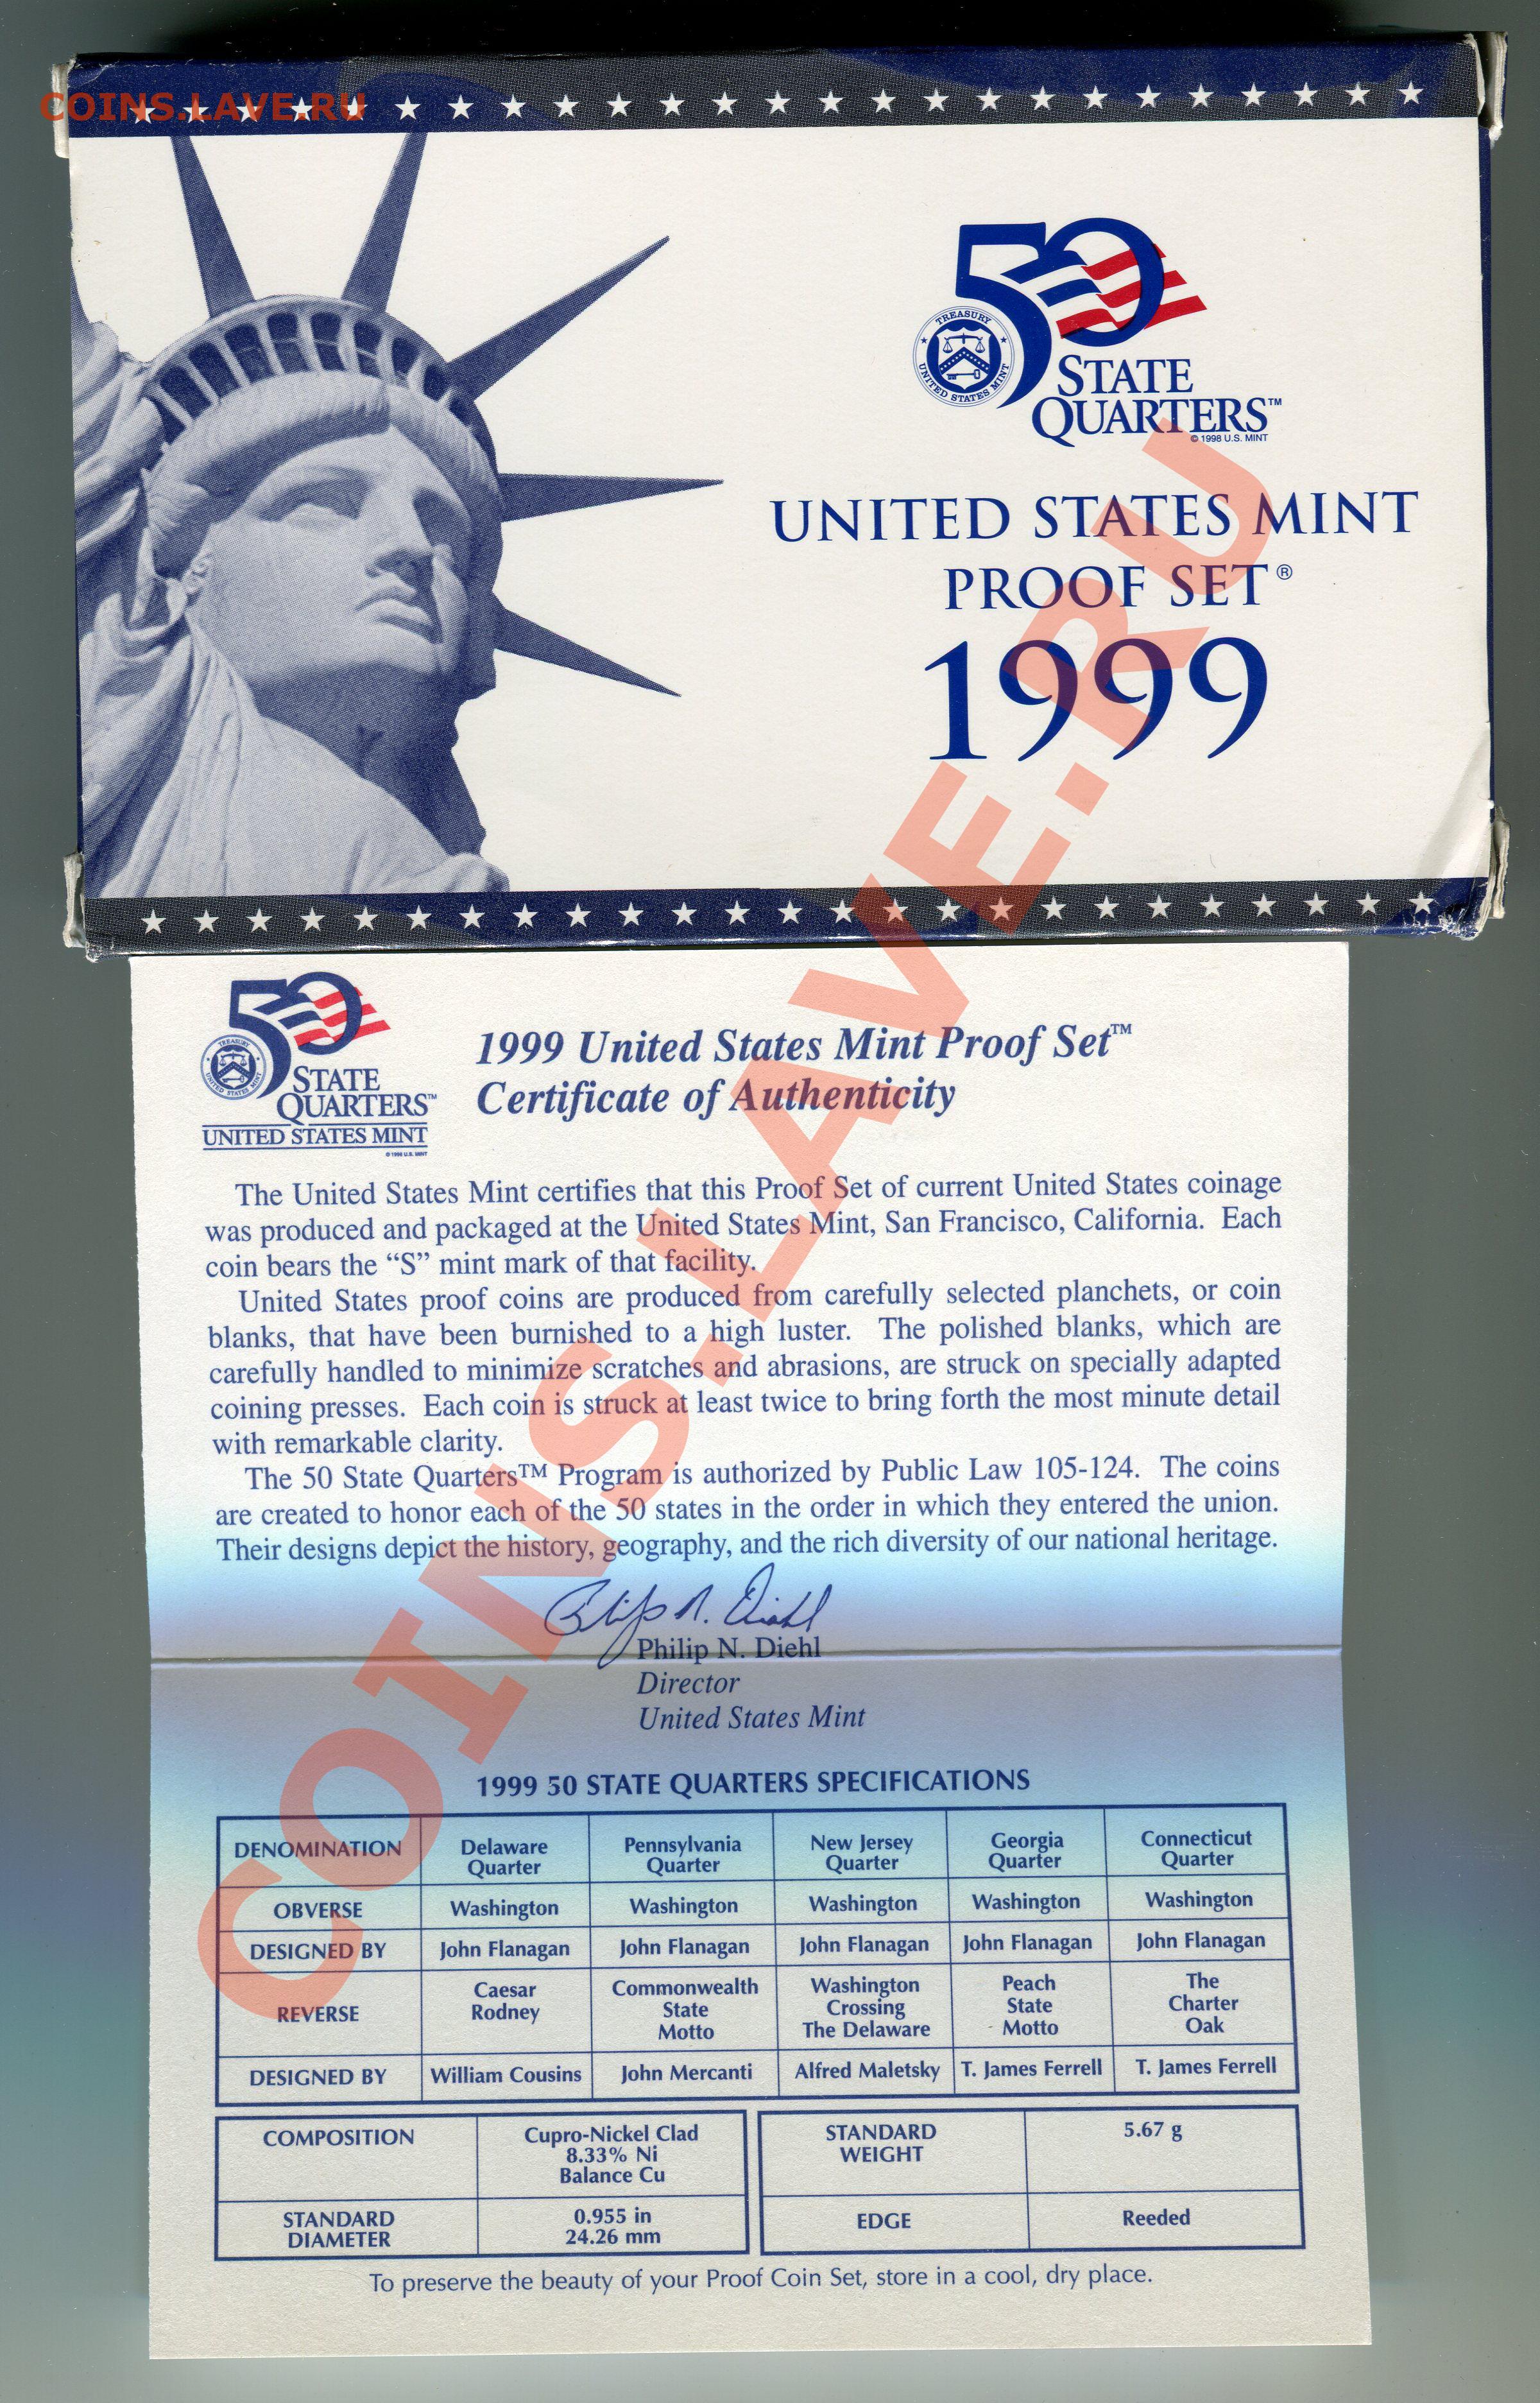 COINS.LAVE.RU
50
TREASURY
UNITED STATES MINT
STATE
QUARTERS™
© 1998 U.S. MINT
UNITED STATES MINT
PROOF SET®
1999
COINS.LAVE.RU
50
TREASURY
UNITED STATES MINT
STATE
QUARTERS™
UNITED STATES MINT
© 1998 U.S. MINT
1999 United States Mint Proof Set™
Certificate of Authenticity
The United States Mint certifies that this Proof Set of current United States coinage
was produced and packaged at the United States Mint, San Francisco, California. Each
coin bears the “S” mint mark of that facility.
United States proof coins are produced from carefully selected planchets, or coin
blanks, that have been burnished to a high luster. The polished blanks, which are
carefully handled to minimize scratches and abrasions, are struck on specially adapted
coining presses. Each coin is struck at least twice to bring forth the most minute detail
with remarkable clarity.
The 50 State Quarters™ Program is authorized by Public Law 105-124. The coins
are created to honor each of the 50 states in the order in which they entered the union.
Their designs depict the history, geography, and the rich diversity of our national heritage.
Philip N. Diehl
Philip N. Diehl
Director
United States Mint
1999 50 STATE QUARTERS SPECIFICATIONS
DENOMINATION Delaware Quarter Pennsylvania Quarter New Jersey Quarter Georgia Quarter Connecticut Quarter
OBVERSE Washington Washington Washington Washington Washington
DESIGNED BY John Flanagan John Flanagan John Flanagan John Flanagan John Flanagan
REVERSE Caesar Rodney Commonwealth State Motto Washington Crossing The Delaware Peach State Motto The Charter Oak
DESIGNED BY William Cousins John Mercanti Alfred Maletsky T. James Ferrell T. James Ferrell
COMPOSITION Cupro-Nickel Clad 8.33% Ni Balance Cu STANDARD WEIGHT 5.67 g
STANDARD DIAMETER 0.955 in 24.26 mm EDGE Reeded
To preserve the beauty of your Proof Coin Set, store in a cool, dry place.